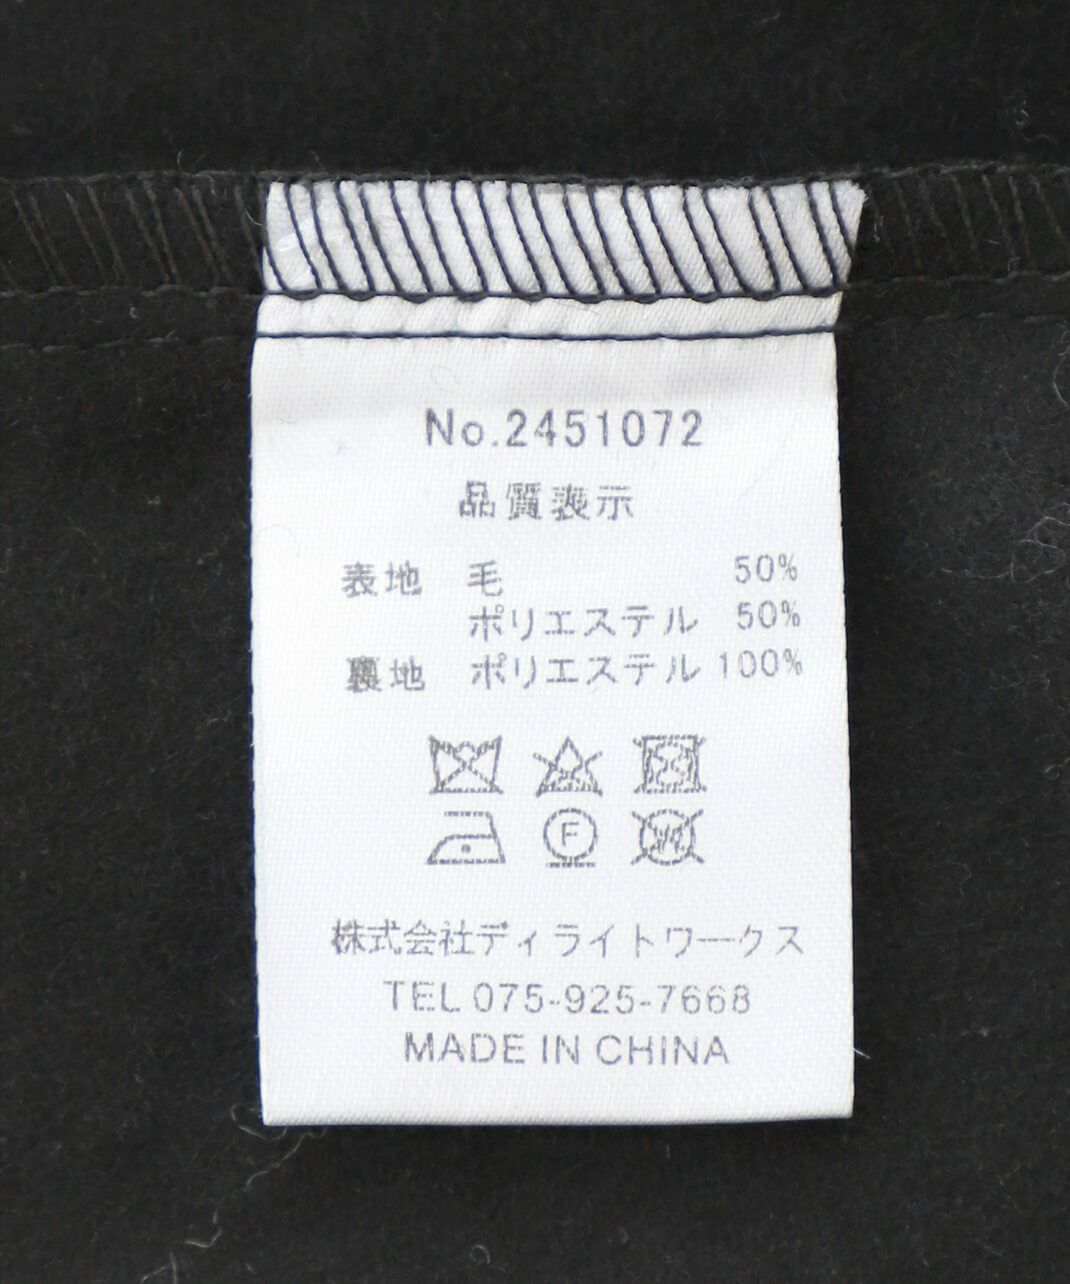 No.2451072
品質表示
表地 毛 50%
ポリエステル 50%
裏地 ポリエステル 100%
F
W
株式会社ディライトワークス
TEL 075-925-7668
MADE IN CHINA